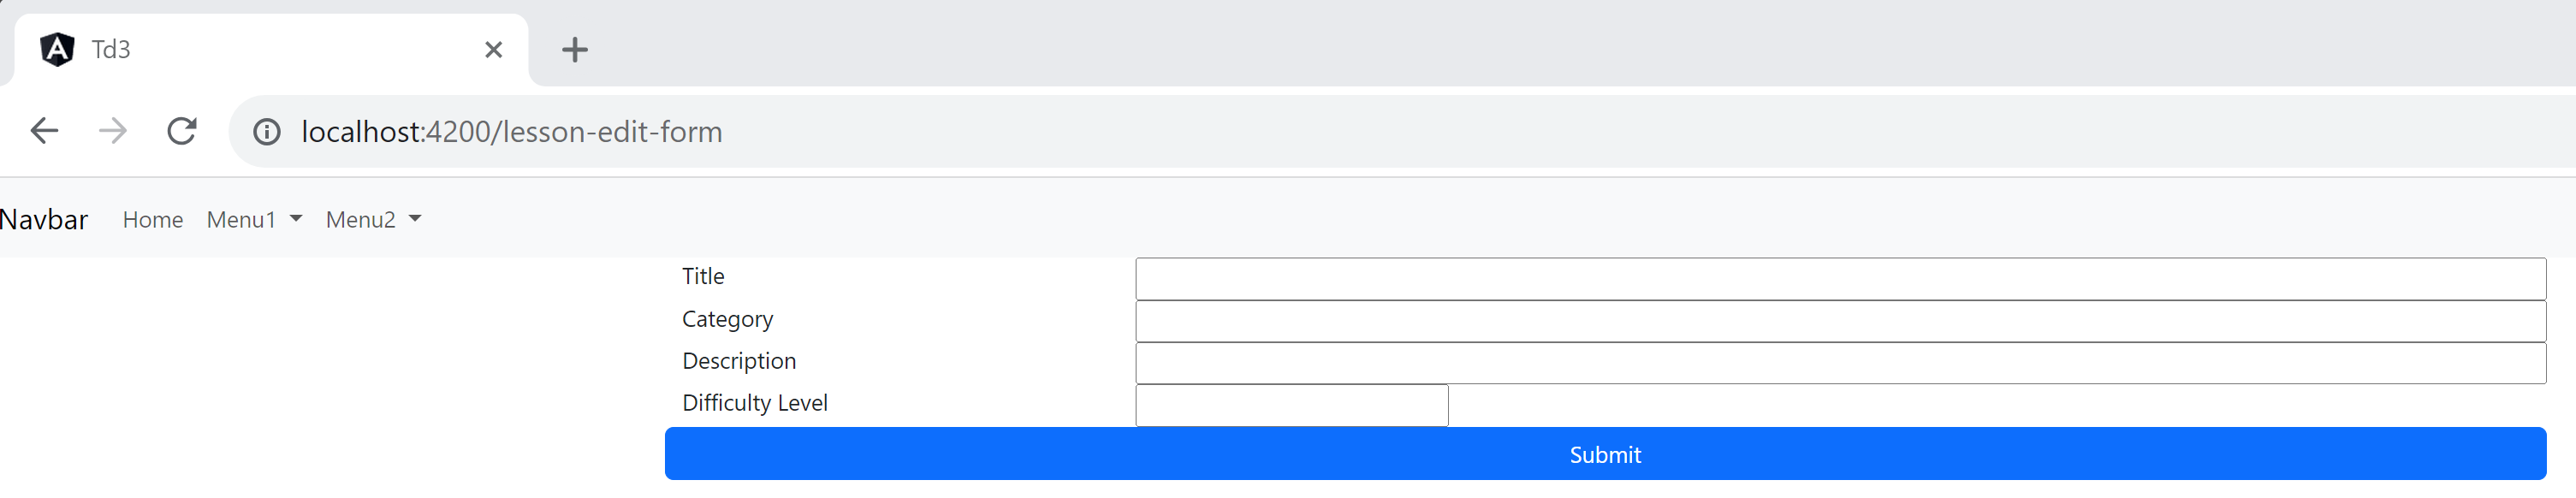 Td3
localhost:4200/lesson-edit-form
Navbar Home Menu1 Menu2
Title
Category
Description
Difficulty Level
Submit